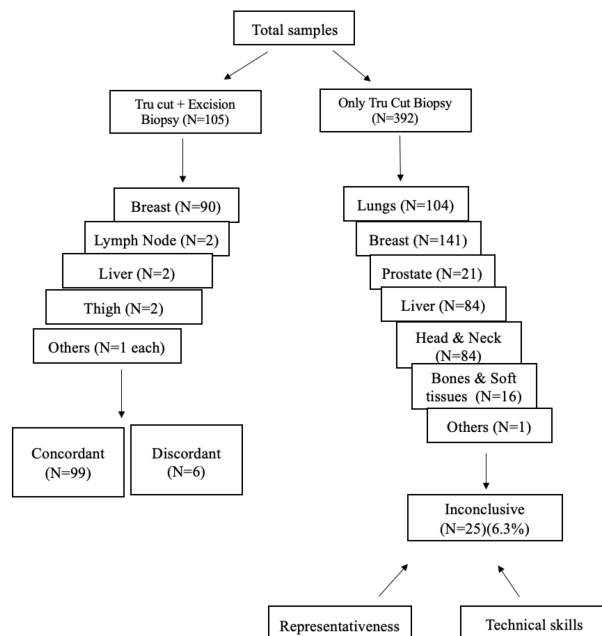 Total samples
Tru cut + Excision
Biopsy (N=105)
Only Tru Cut Biopsy
(N=392)
Breast (N=90)
Lymph Node (N=2)
Liver (N=2)
Thigh (N=2)
Others (N=1 each)
Concordant
(N=99)
Discordant
(N=6)
Lungs (N=104)
Breast (N=141)
Prostate (N=21)
Liver (N=84)
Head & Neck
(N=84)
Bones & Soft
tissues (N=16)
Others (N=1)
Inconclusive
(N=25)(6.3%)
Representativeness
Technical skills